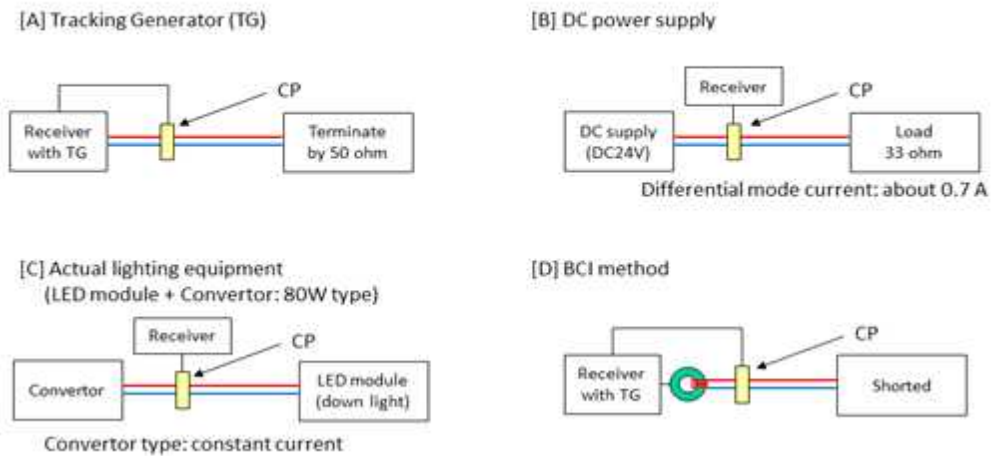 [A] Tracking Generator (TG)
CP
Receiver
with TG
Terminate
by 50 ohm
[B] DC power supply
Receiver
CP
DC supply
(DC24V)
Load
33 ohm
Differential mode current: about 0.7 A
[C] Actual lighting equipment
(LED module + Convertor: 80W type)
Receiver
CP
Convertor
LED module
(down light)
Convertor type: constant current
[D] BCI method
CP
Receiver
with TG
Shorted